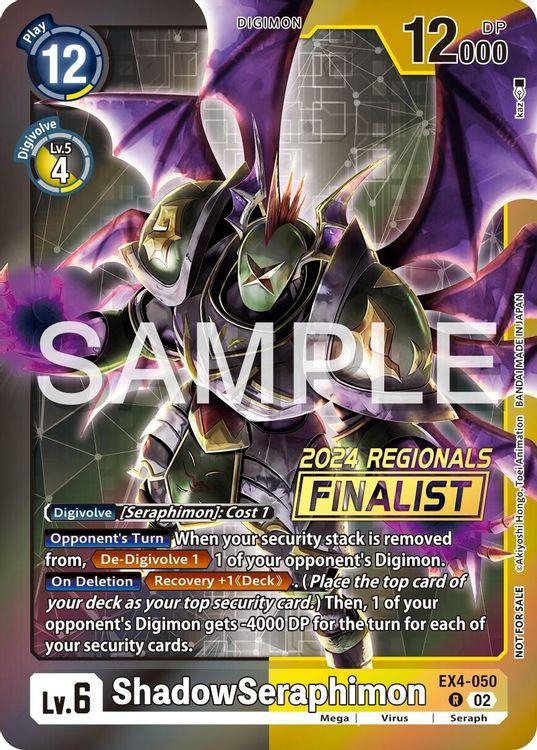 DIGIMON
Play
12
12000
DP
Digivolve
Lv.5
4
kaz
SAMPLE
2024 REGIONALS
FINALIST
Digivolve [Seraphimon]: Cost 1
Opponent's Turn When your security stack is removed
from, De-Digivolve 1 1 of your opponent's Digimon.
On Deletion Recovery +1《Deck》. (Place the top card of
your deck as your top security card.) Then, 1 of your
opponent's Digimon gets -4000 DP for the turn for each of
your security cards.
©Akiyoshi Hongo, Toei Animation BANDAI MADE IN JAPAN
NOT FOR SALE
Lv.6 ShadowSeraphimon
EX4-050
R 02
Mega Virus Seraph